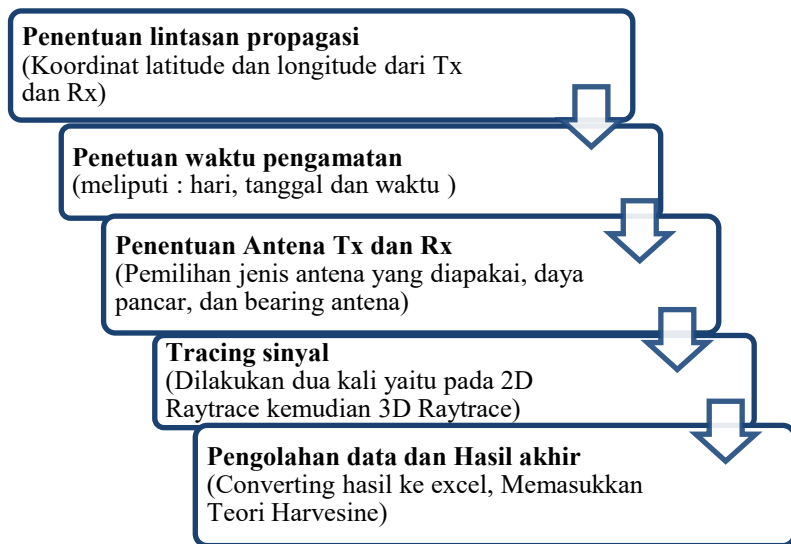 Penentuan lintasan propagasi
(Koordinat latitude dan longitude dari Tx
dan Rx)
Penetuan waktu pengamatan
(meliputi : hari, tanggal dan waktu )
Penentuan Antena Tx dan Rx
(Pemilihan jenis antena yang diapakai, daya
pancar, dan bearing antena)
Tracing sinyal
(Dilakukan dua kali yaitu pada 2D
Raytrace kemudian 3D Raytrace)
Pengolahan data dan Hasil akhir
(Converting hasil ke excel, Memasukkan
Teori Harvesine)